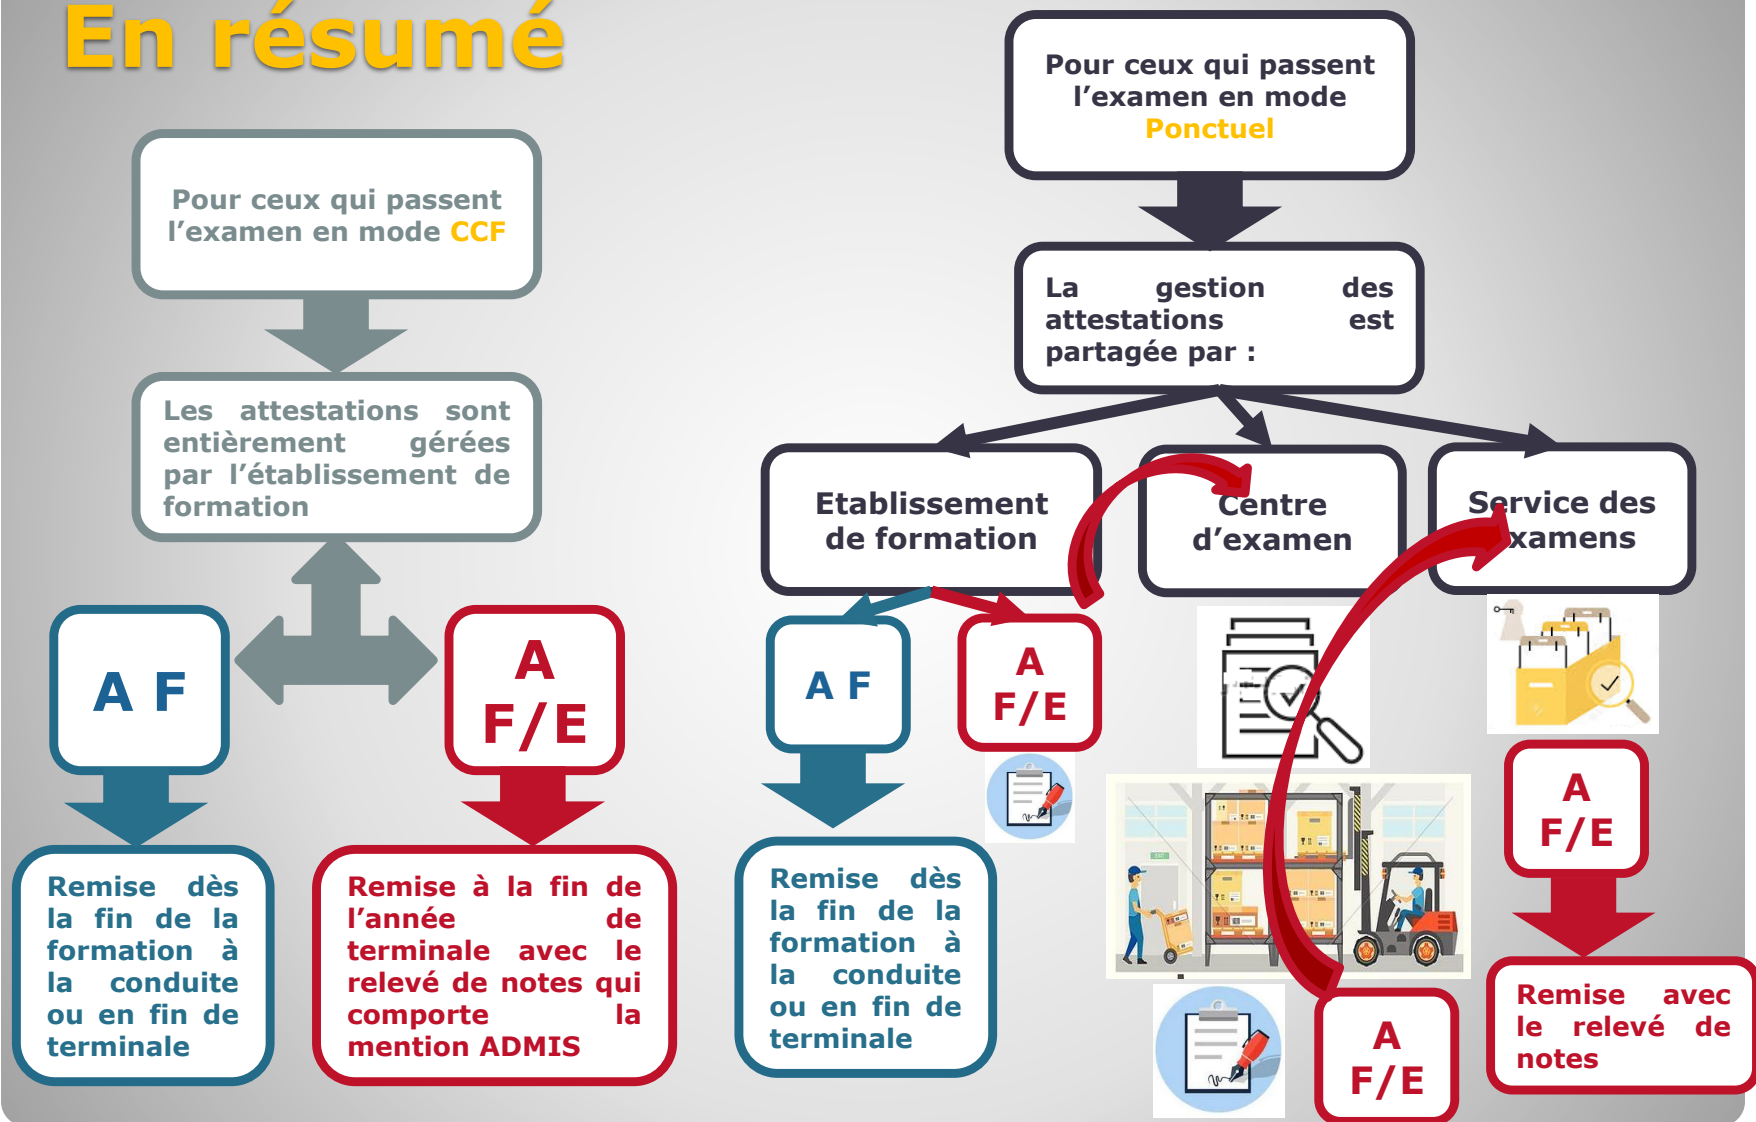 En résumé
Pour ceux qui passent
l’examen en mode CCF
Les attestations sont
entièrement gérées
par l’établissement de
formation
A F
A
F/E
Remise dès
la fin de la
formation à
la conduite
ou en fin de
terminale
Remise à la fin de
l’année de
terminale avec le
relevé de notes qui
comporte la
mention ADMIS
Pour ceux qui passent
l’examen en mode
Ponctuel
La gestion des
attestations est
partagée par :
Etablissement
de formation
Centre
d’examen
Service des
examens
A F
A
F/E
Remise dès
la fin de la
formation à
la conduite
ou en fin de
terminale
EXIT
A
F/E
A
F/E
Remise avec
le relevé de
notes